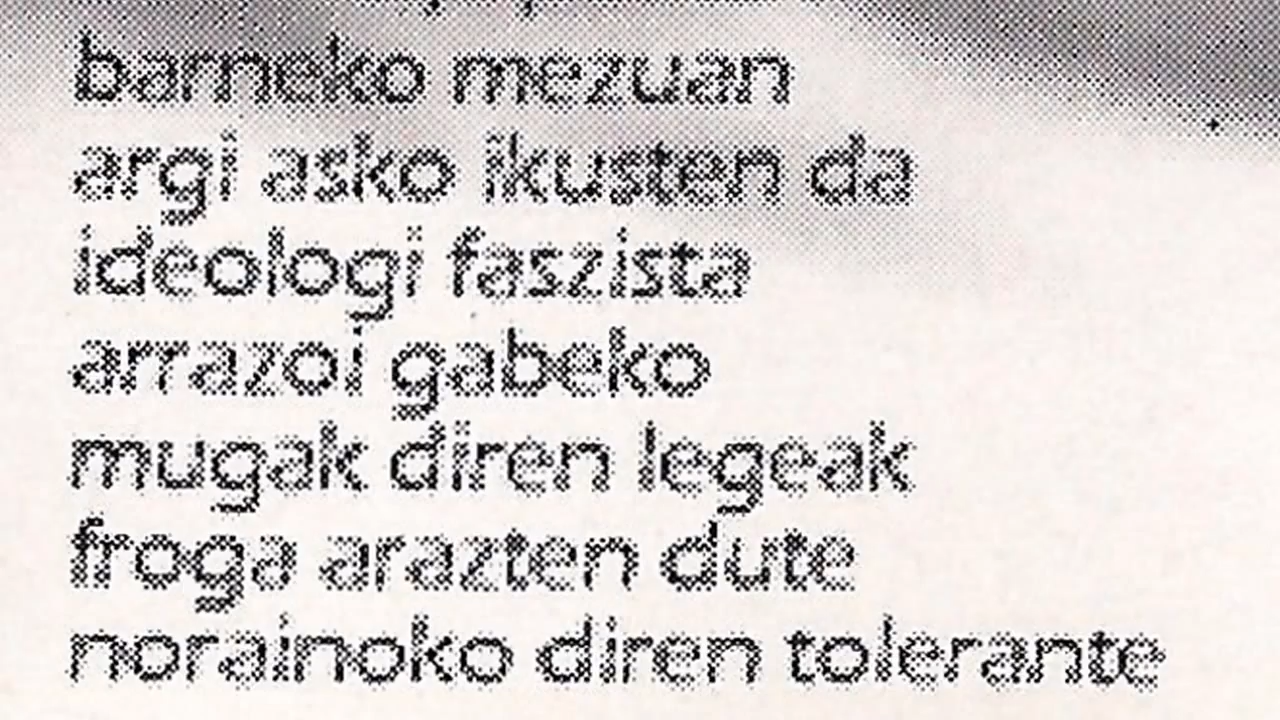 barneko mezuan
argi asko ikusten da
ideologi faszista
arrazoi gabeko
mugak diren legeak
froga arazten dute
norainoko diren tolerante